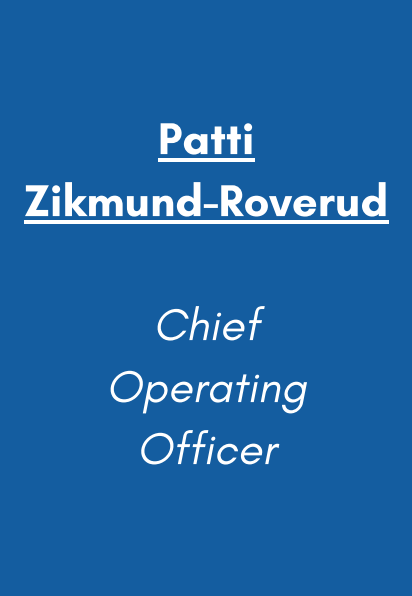 Patti
Zikmund-Roverud
Chief
Operating
Officer